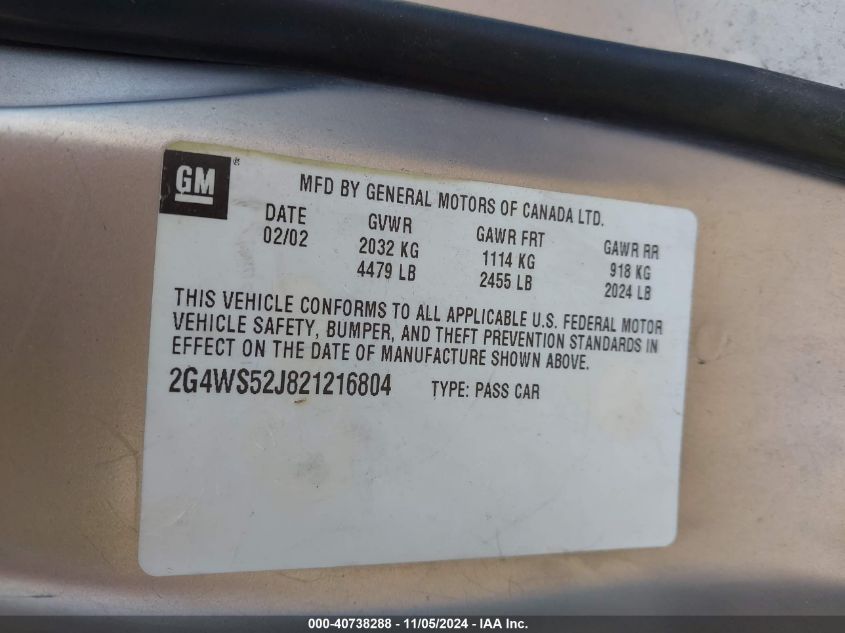 GM®
MFD BY GENERAL MOTORS OF CANADA LTD.
DATE GVWR GAWR FRT GAWR RR
02/02 2032 KG 1114 KG 918 KG
4479 LB 2455 LB 2024 LB
THIS VEHICLE CONFORMS TO ALL APPLICABLE U.S. FEDERAL MOTOR
VEHICLE SAFETY, BUMPER, AND THEFT PREVENTION STANDARDS IN
EFFECT ON THE DATE OF MANUFACTURE SHOWN ABOVE.
2G4WS52J821216804 TYPE: PASS CAR
000-40738288 - 11/05/2024 - IAA Inc.